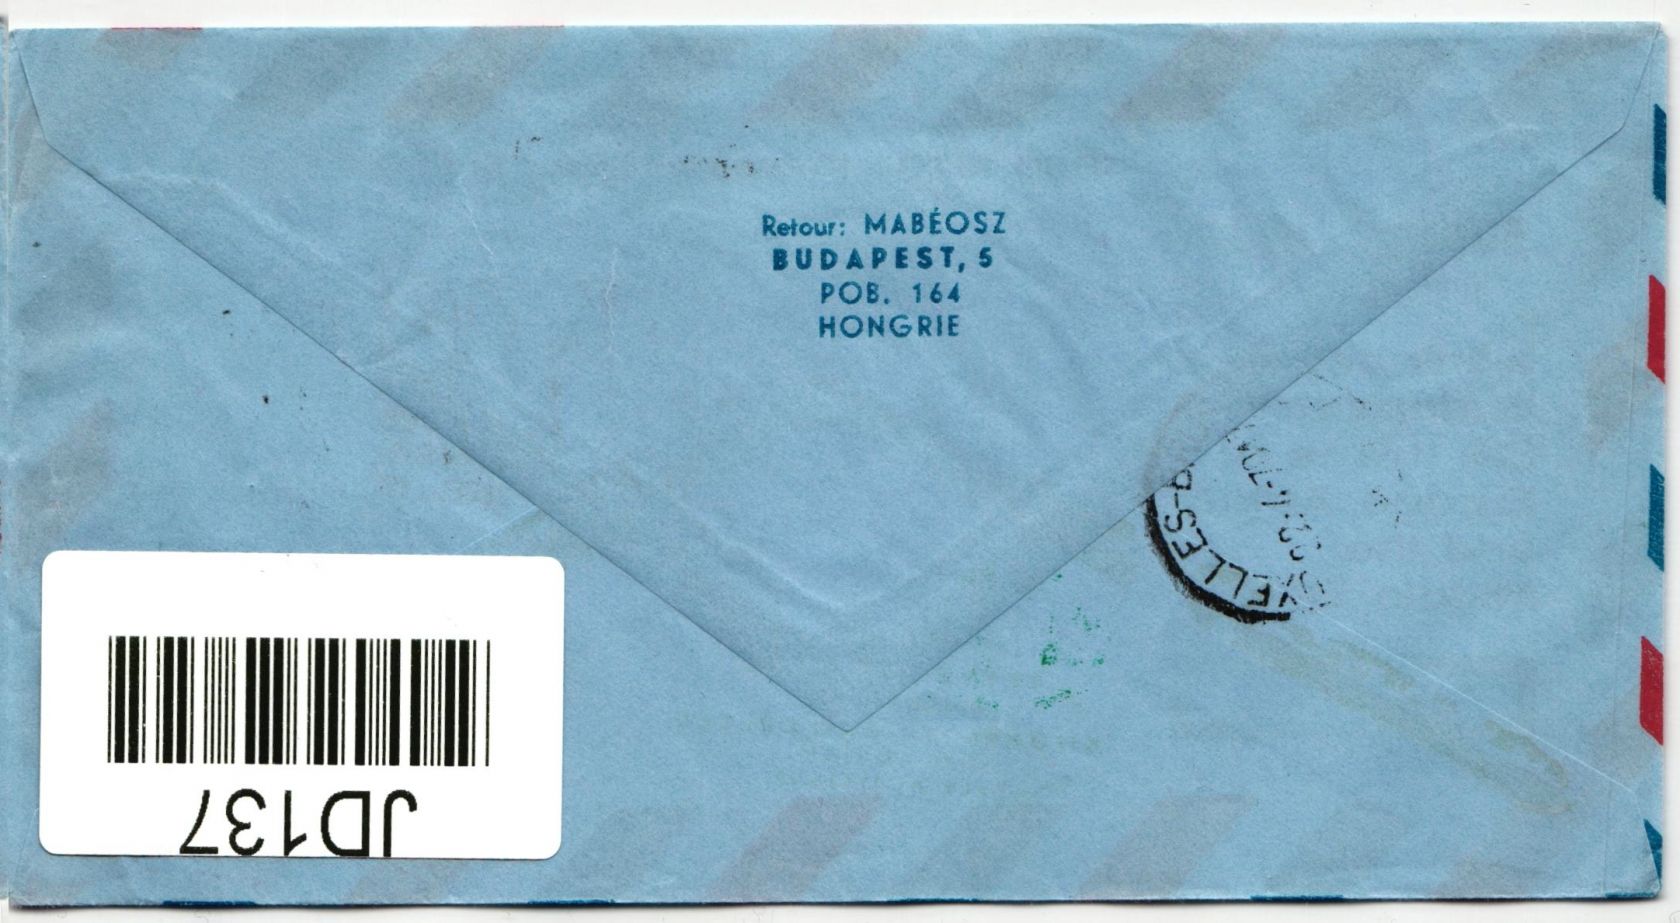 Retour: MABÉOSZ
BUDAPEST, 5
POB. 164
HONGRIE
JD137